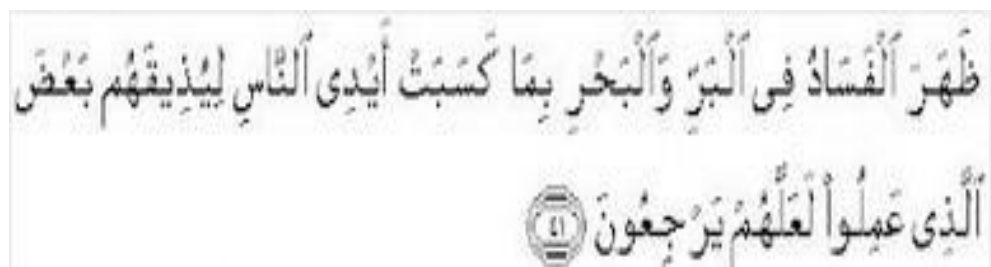 ظَهَرَ ٱلْفَسَادُ فِى ٱلْبَرِّ وَٱلْبَحْرِ بِمَا كَسَبَتْ أَيْدِى ٱلنَّاسِ لِيُذِيقَهُم بَعْضَ
ٱلَّذِى عَمِلُوا۟ لَعَلَّهُمْ يَرْجِعُونَ ۝٤١